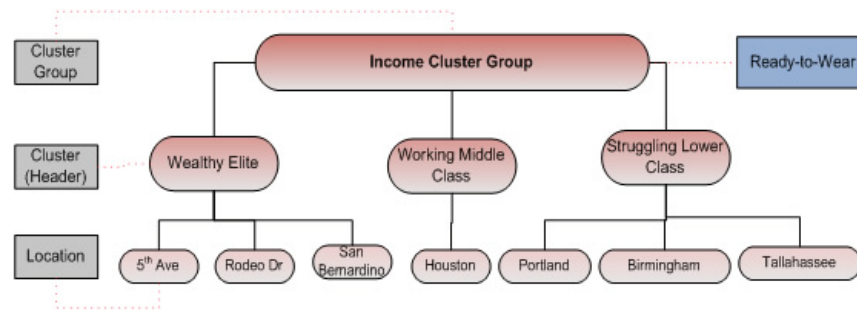 Cluster
Group
Income Cluster Group
Ready-to-Wear
Cluster
(Header)
Wealthy Elite
Working Middle
Class
Struggling Lower
Class
Location
5th Ave
Rodeo Dr
San
Bernardino
Houston
Portland
Birmingham
Tallahassee